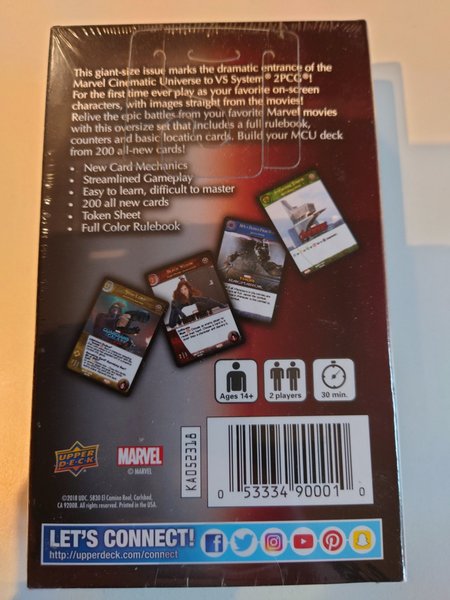 This giant-size issue marks the dramatic entrance of the
Marvel Cinematic Universe to VS System® 2PCG®!
For the first time ever play as your favorite on-screen
characters, with images straight from the movies!
Relive the epic battles from your favorite Marvel movies
with this oversize set that includes a full rulebook,
counters and basic location cards. Build your MCU deck
from 200 all-new cards!
• New Card Mechanics
• Streamlined Gameplay
• Easy to learn, difficult to master
• 200 all new cards
• Token Sheet
• Full Color Rulebook
Black Widow
Star-Lord
Ages 14+
2 players
30 min.
UPPER
DECK
MARVEL
© MARVEL
KA052318
0 53334 90001 0
©2018 UDC, 5830 El Camino Real, Carlsbad,
CA 92008. All rights reserved. Printed in the USA.
LET'S CONNECT!
http://upperdeck.com/connect